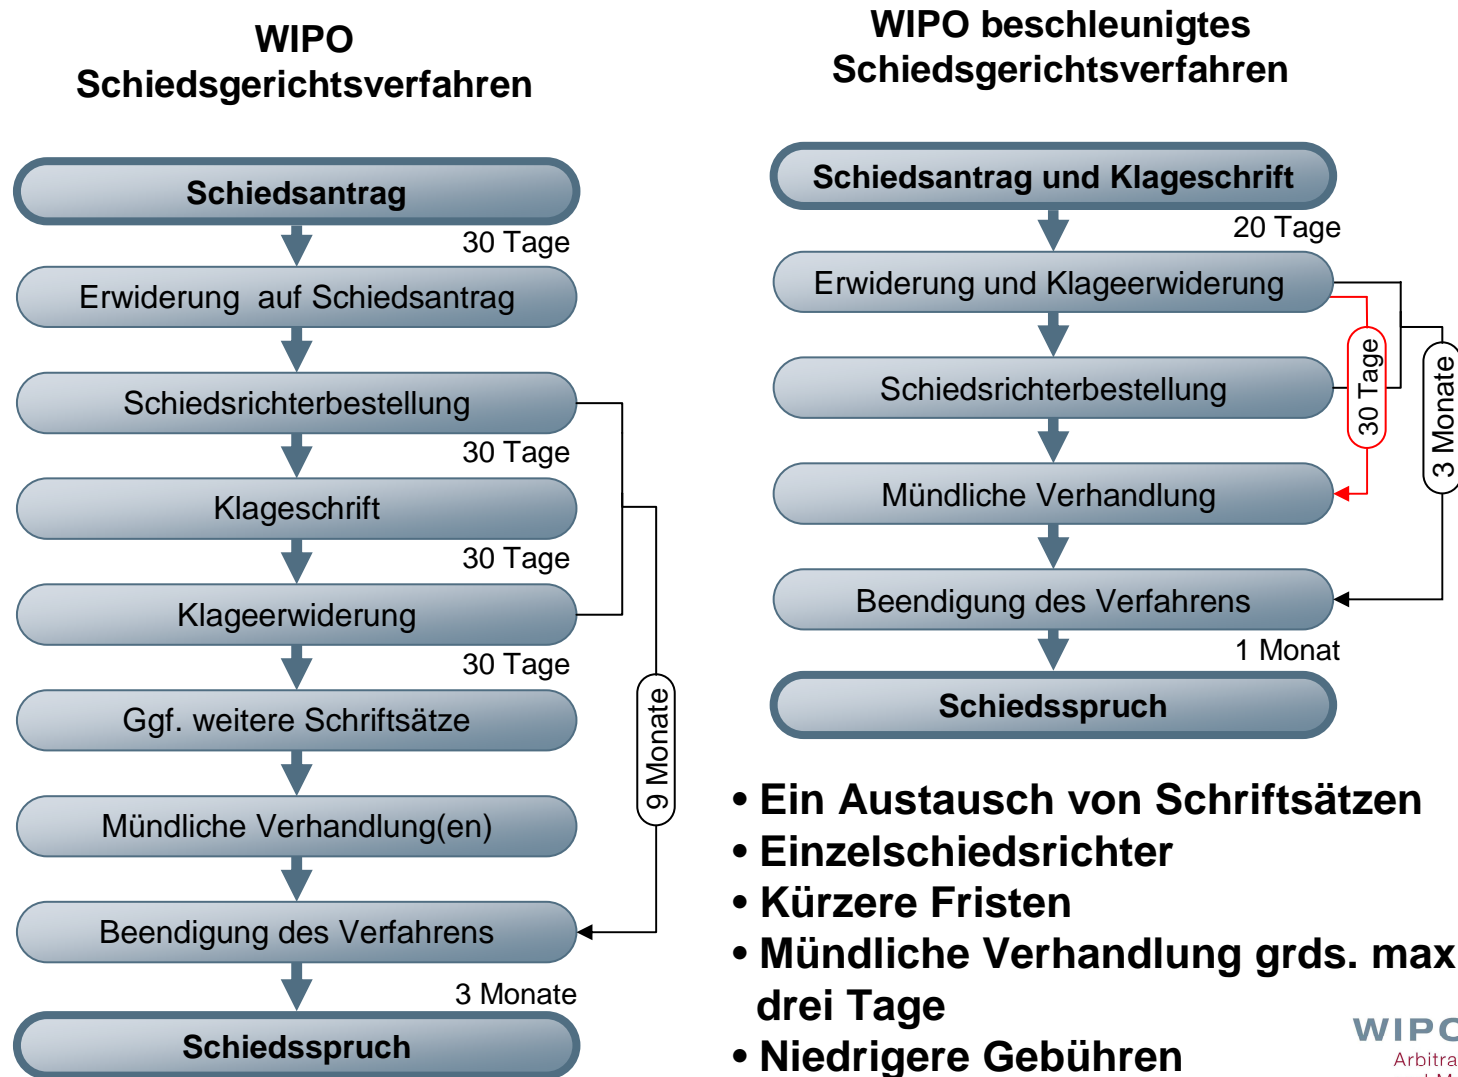 WIPO
Schiedsgerichtsverfahren
Schiedsantrag
30 Tage
Erwiderung auf Schiedsantrag
Schiedsrichterbestellung
30 Tage
Klageschrift
30 Tage
Klageerwiderung
30 Tage
Ggf. weitere Schriftsätze
9 Monate
Mündliche Verhandlung(en)
Beendigung des Verfahrens
3 Monate
Schiedsspruch
WIPO beschleunigtes
Schiedsgerichtsverfahren
Schiedsantrag und Klageschrift
20 Tage
Erwiderung und Klageerwiderung
30 Tage
3 Monate
Schiedsrichterbestellung
Mündliche Verhandlung
Beendigung des Verfahrens
1 Monat
Schiedsspruch
• Ein Austausch von Schriftsätzen
• Einzelschiedsrichter
• Kürzere Fristen
• Mündliche Verhandlung grds. max
drei Tage
• Niedrigere Gebühren
WIPO
Arbitra